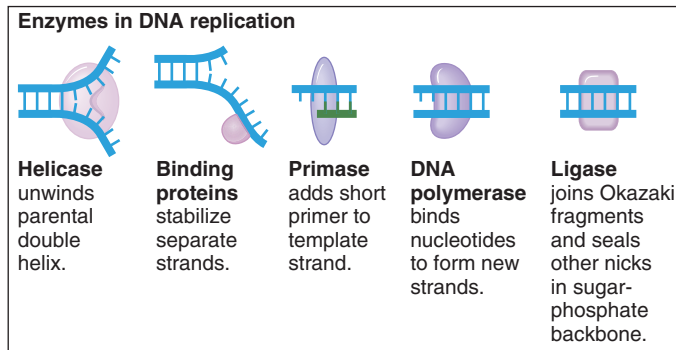 Enzymes in DNA replication
Helicase
unwinds
parental
double
helix.
Binding
proteins
stabilize
separate
strands.
Primase
adds short
primer to
template
strand.
DNA
polymerase
binds
nucleotides
to form new
strands.
Ligase
joins Okazaki
fragments
and seals
other nicks
in sugar-
phosphate
backbone.